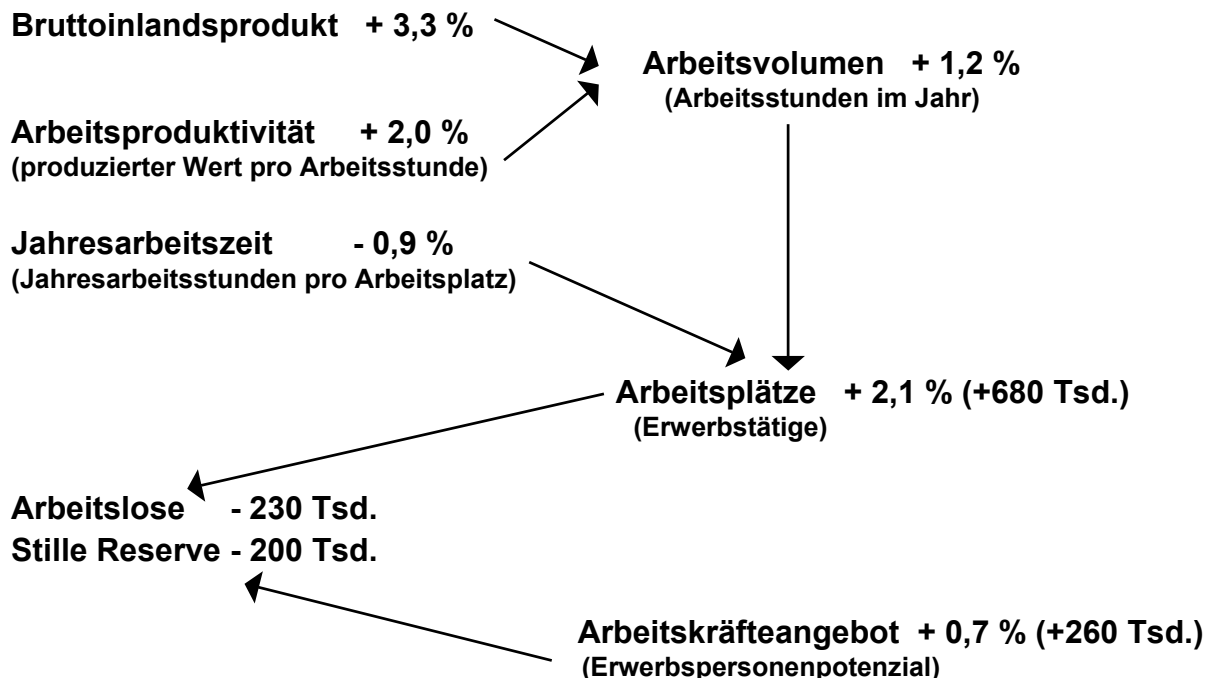 Bruttoinlandsprodukt + 3,3 %
Arbeitsvolumen + 1,2 %
(Arbeitsstunden im Jahr)
Arbeitsproduktivität + 2,0 %
(produzierter Wert pro Arbeitsstunde)
Jahresarbeitszeit - 0,9 %
(Jahresarbeitsstunden pro Arbeitsplatz)
Arbeitsplätze + 2,1 % (+680 Tsd.)
(Erwerbstätige)
Arbeitslose - 230 Tsd.
Stille Reserve - 200 Tsd.
Arbeitskräfteangebot + 0,7 % (+260 Tsd.)
(Erwerbspersonenpotenzial)